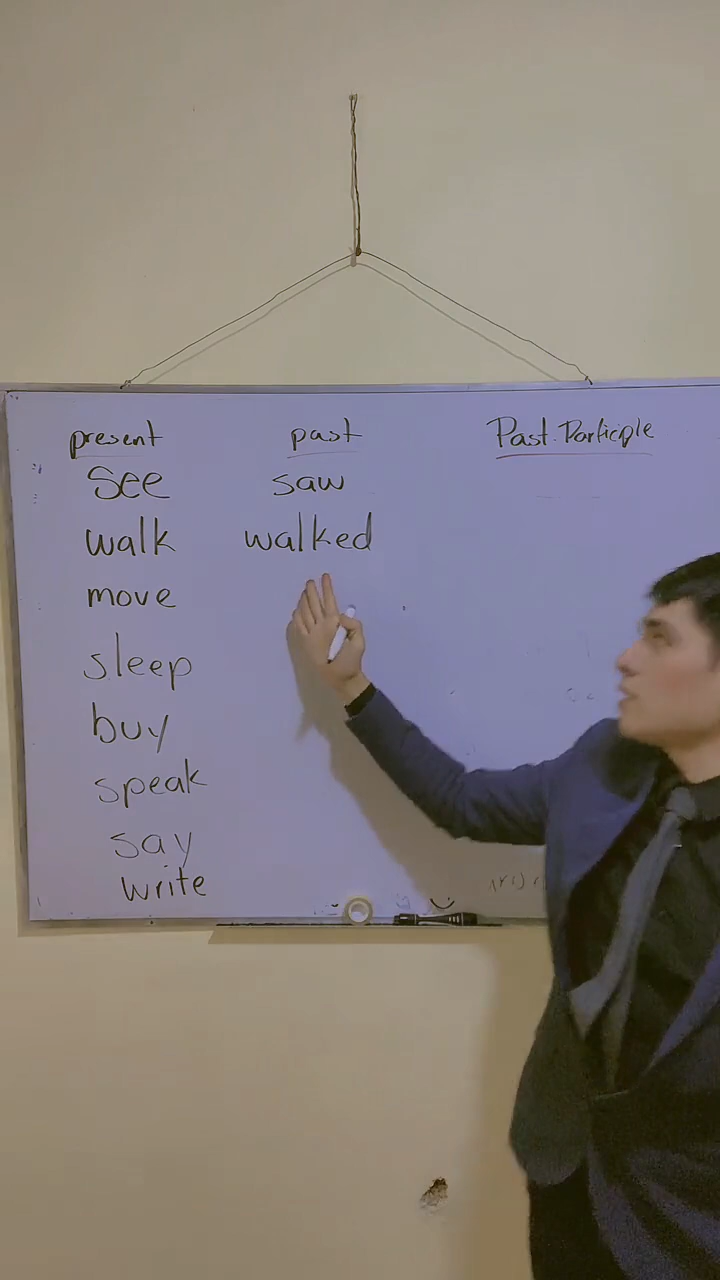 present past Past Participle
see saw
walk walked
move
sleep
buy
speak
say
write